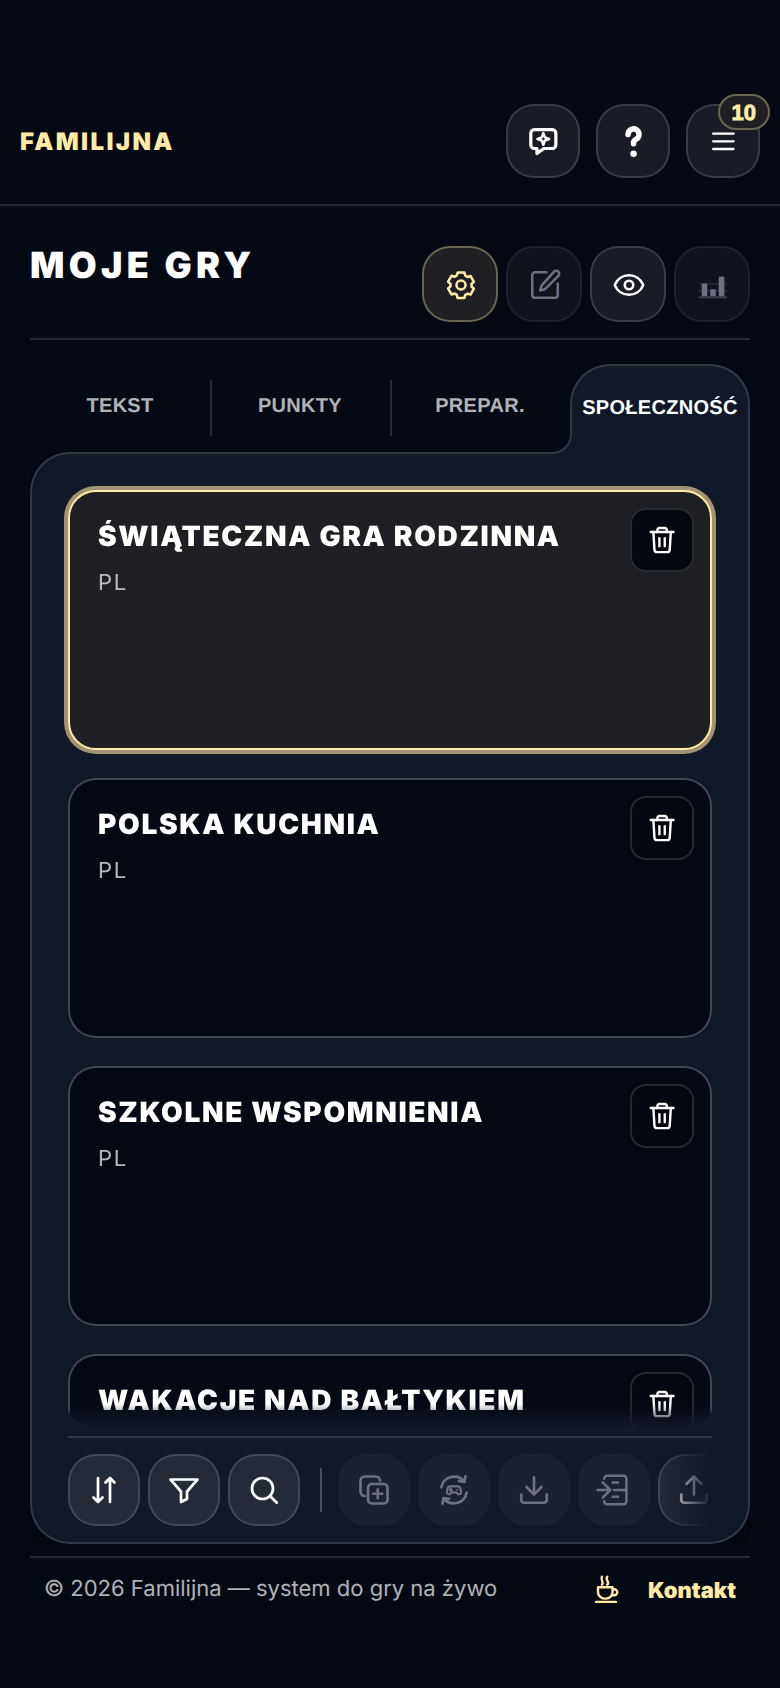 FAMILIJNA
10
MOJE GRY
TEKST
PUNKTY
PREPAR.
SPOŁECZNOŚĆ
ŚWIĄTECZNA GRA RODZINNA
PL
POLSKA KUCHNIA
PL
SZKOLNE WSPOMNIENIA
PL
WAKACJE NAD BAŁTYKIEM
© 2026 Familijna — system do gry na żywo
Kontakt